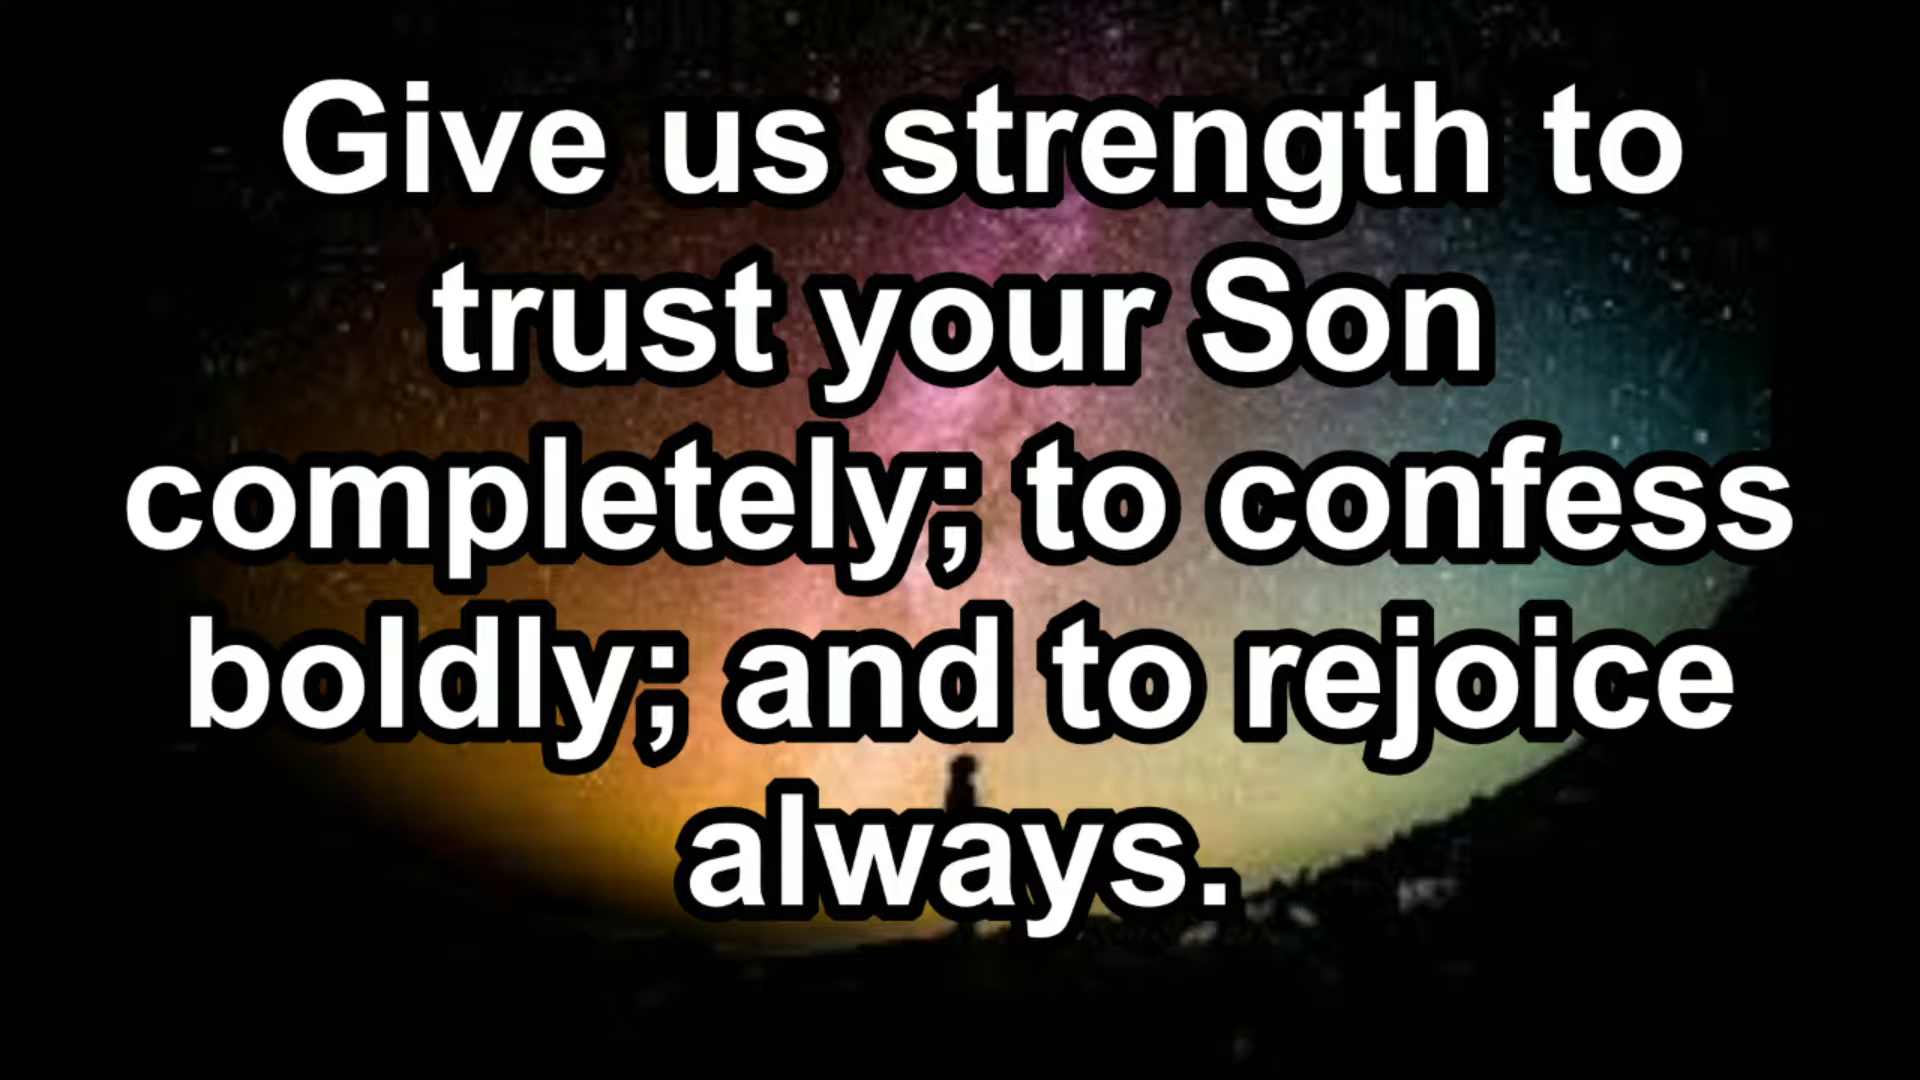 Give us strength to
trust your Son
completely; to confess
boldly; and to rejoice
always.